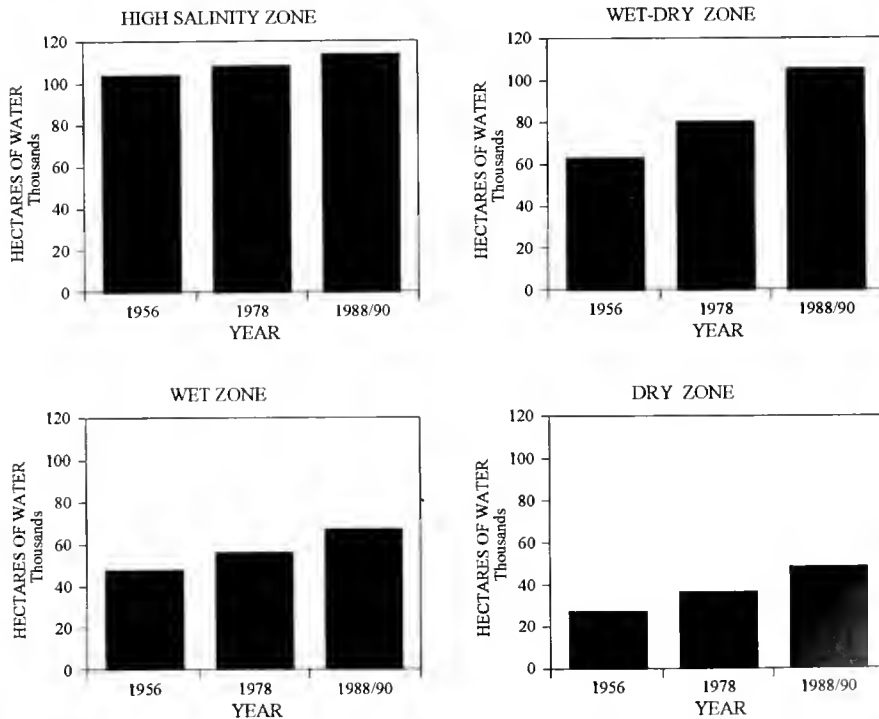 HIGH SALINITY ZONE
HECTARES OF WATER
Thousands
120
100
80
60
40
20
0
1956 1978 1988/90
YEAR
WET-DRY ZONE
HECTARES OF WATER
Thousands
120
100
80
60
40
20
0
1956 1978 1988/90
YEAR
WET ZONE
HECTARES OF WATER
Thousands
120
100
80
60
40
20
0
1956 1978 1988/90
YEAR
DRY ZONE
HECTARES OF WATER
Thousands
120
100
80
60
40
20
0
1956 1978 1988/90
YEAR